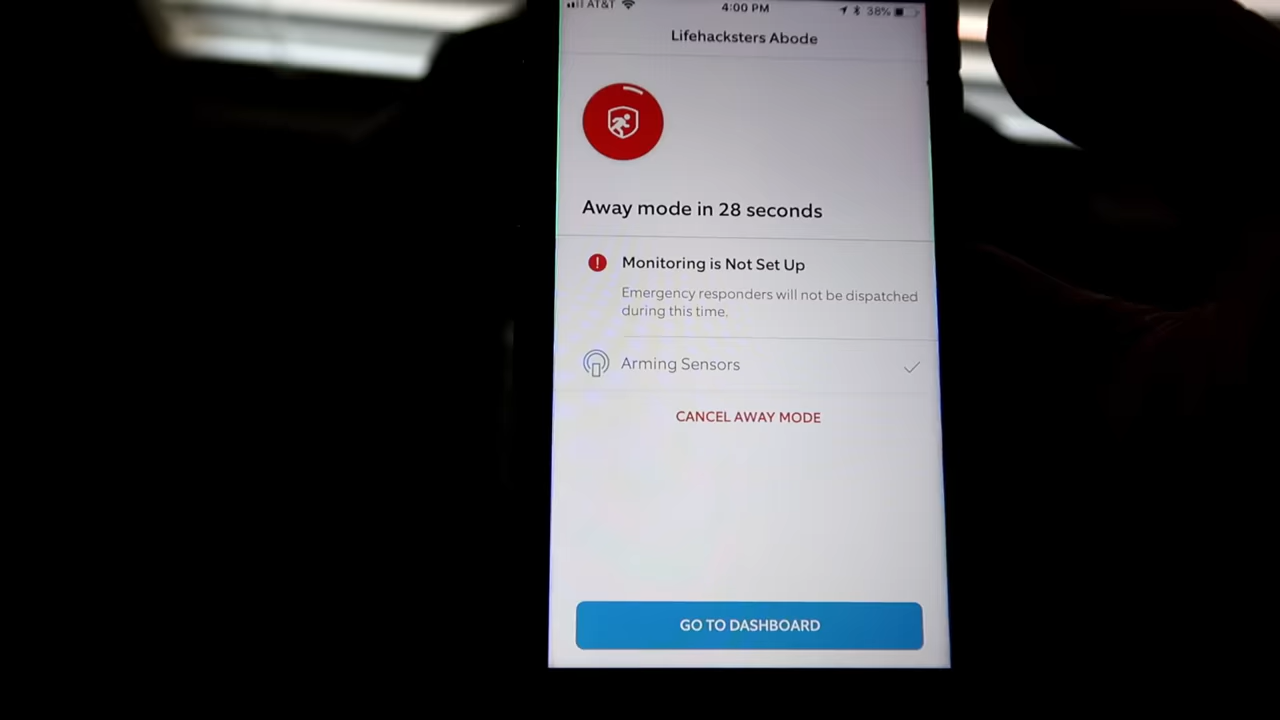 AT&T 4:00 PM 38%
Lifehacksters Abode
Away mode in 28 seconds
Monitoring is Not Set Up
Emergency responders will not be dispatched
during this time.
Arming Sensors
CANCEL AWAY MODE
GO TO DASHBOARD